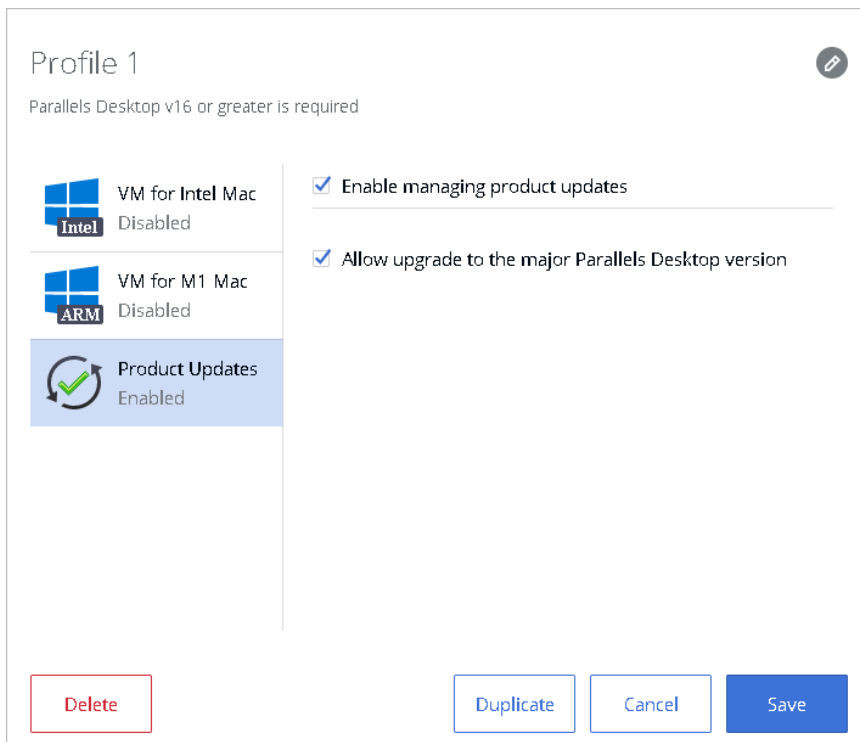 Profile 1
Parallels Desktop v16 or greater is required
VM for Intel Mac
Disabled
Intel
VM for M1 Mac
Disabled
ARM
Product Updates
Enabled
Enable managing product updates
Allow upgrade to the major Parallels Desktop version
Delete
Duplicate
Cancel
Save